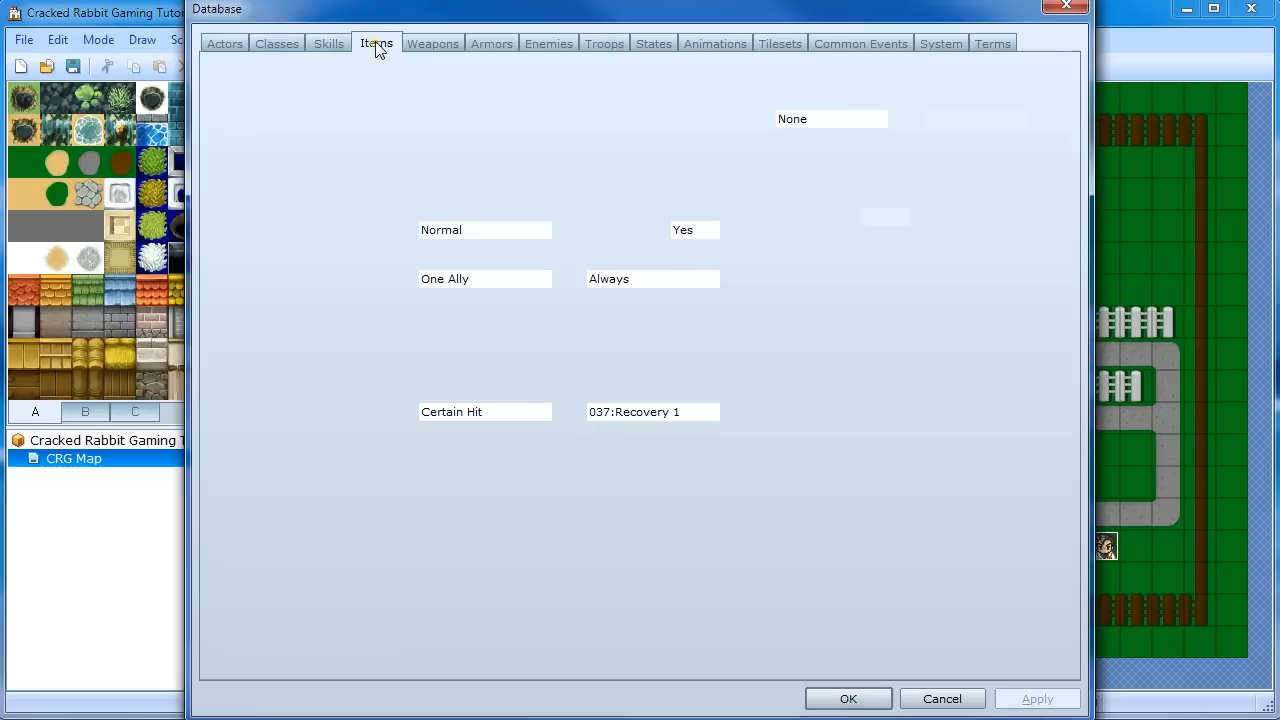 Cracked Rabbit Gaming Tutor
Database
File Edit Mode Draw Sc
Actors Classes Skills Items Weapons Armors Enemies Troops States Animations Tilesets Common Events System Terms
None
Normal Yes
One Ally Always
Certain Hit 037:Recovery 1
A B C
Cracked Rabbit Gaming T
CRG Map
OK Cancel Apply